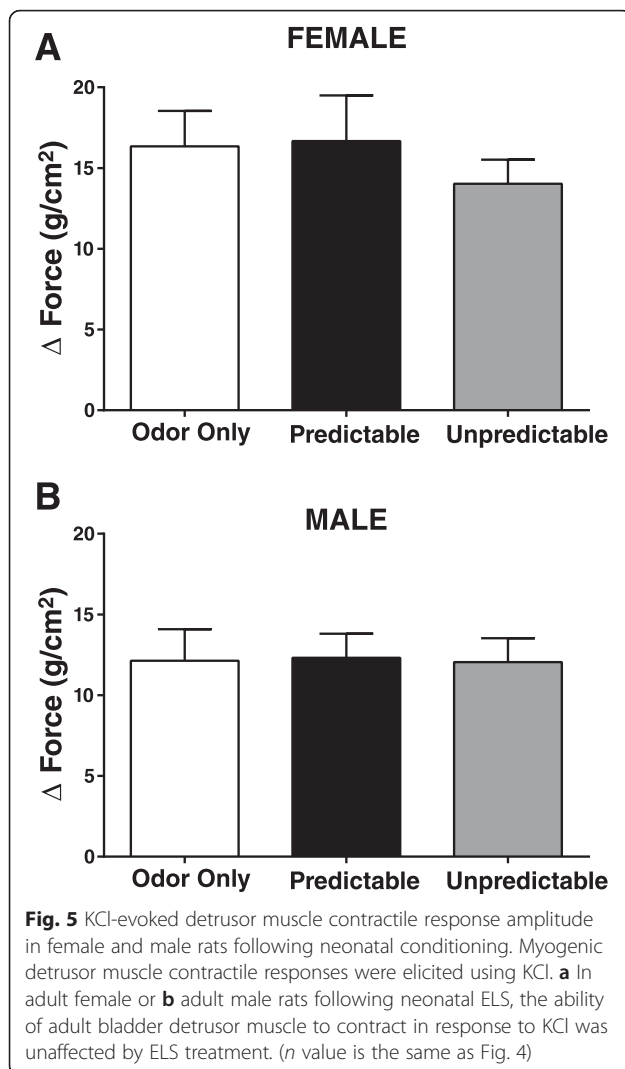 A
FEMALE
20
15
10
5
0
Δ Force (g/cm²)
Odor Only Predictable Unpredictable
B
MALE
20
15
10
5
0
Δ Force (g/cm²)
Odor Only Predictable Unpredictable
Fig. 5 KCl-evoked detrusor muscle contractile response amplitude
in female and male rats following neonatal conditioning. Myogenic
detrusor muscle contractile responses were elicited using KCl. a In
adult female or b adult male rats following neonatal ELS, the ability
of adult bladder detrusor muscle to contract in response to KCl was
unaffected by ELS treatment. (n value is the same as Fig. 4)